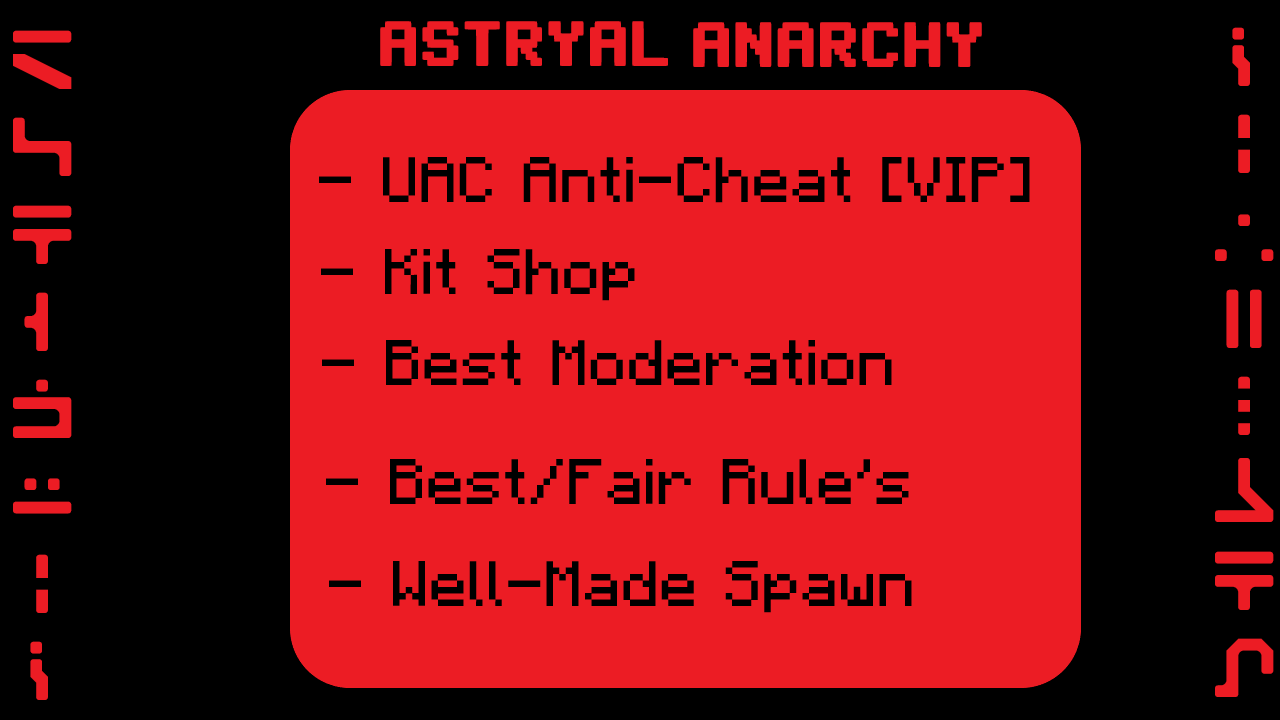 ASTRYAL ANARCHY
- UAC Anti-Cheat [VIP]
- Kit Shop
- Best Moderation
- Best/Fair Rule's
- Well-Made Spawn